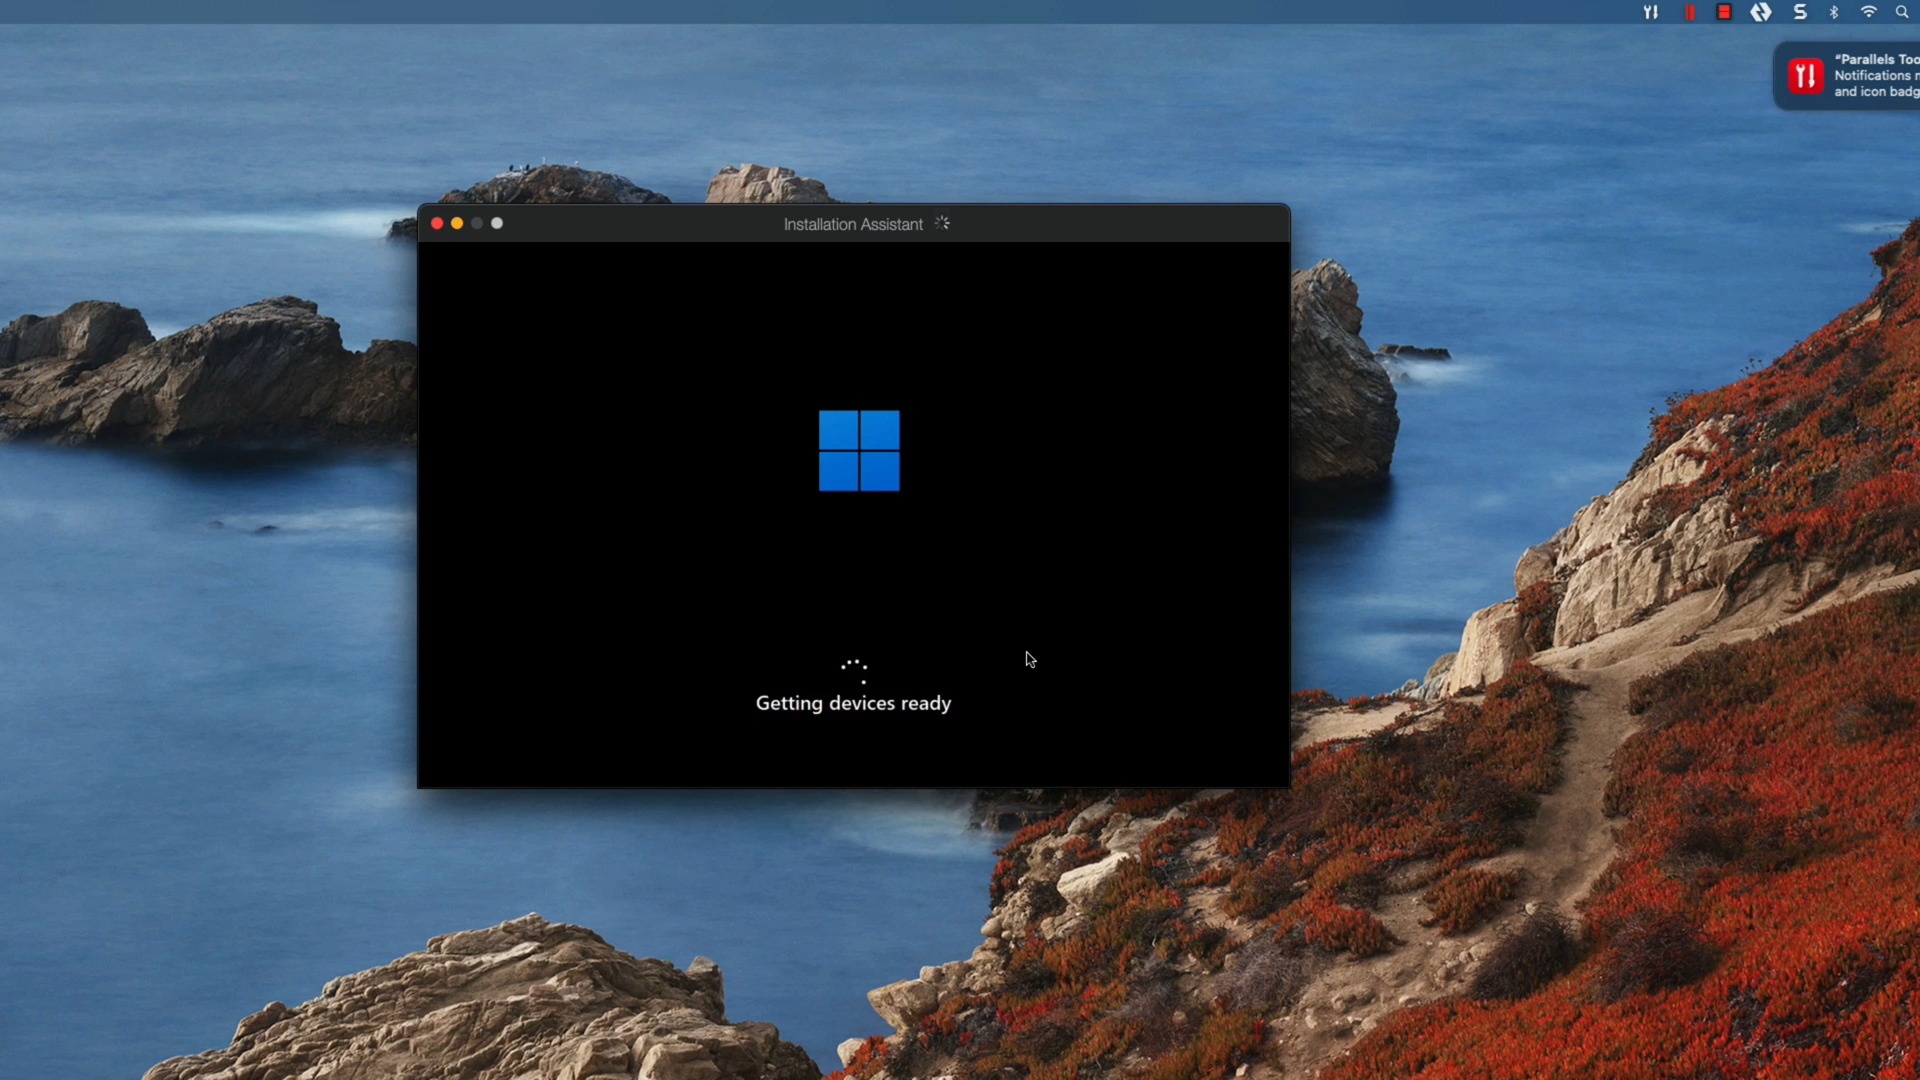 "Parallels Too
Notifications
and icon badg
Installation Assistant
Getting devices ready